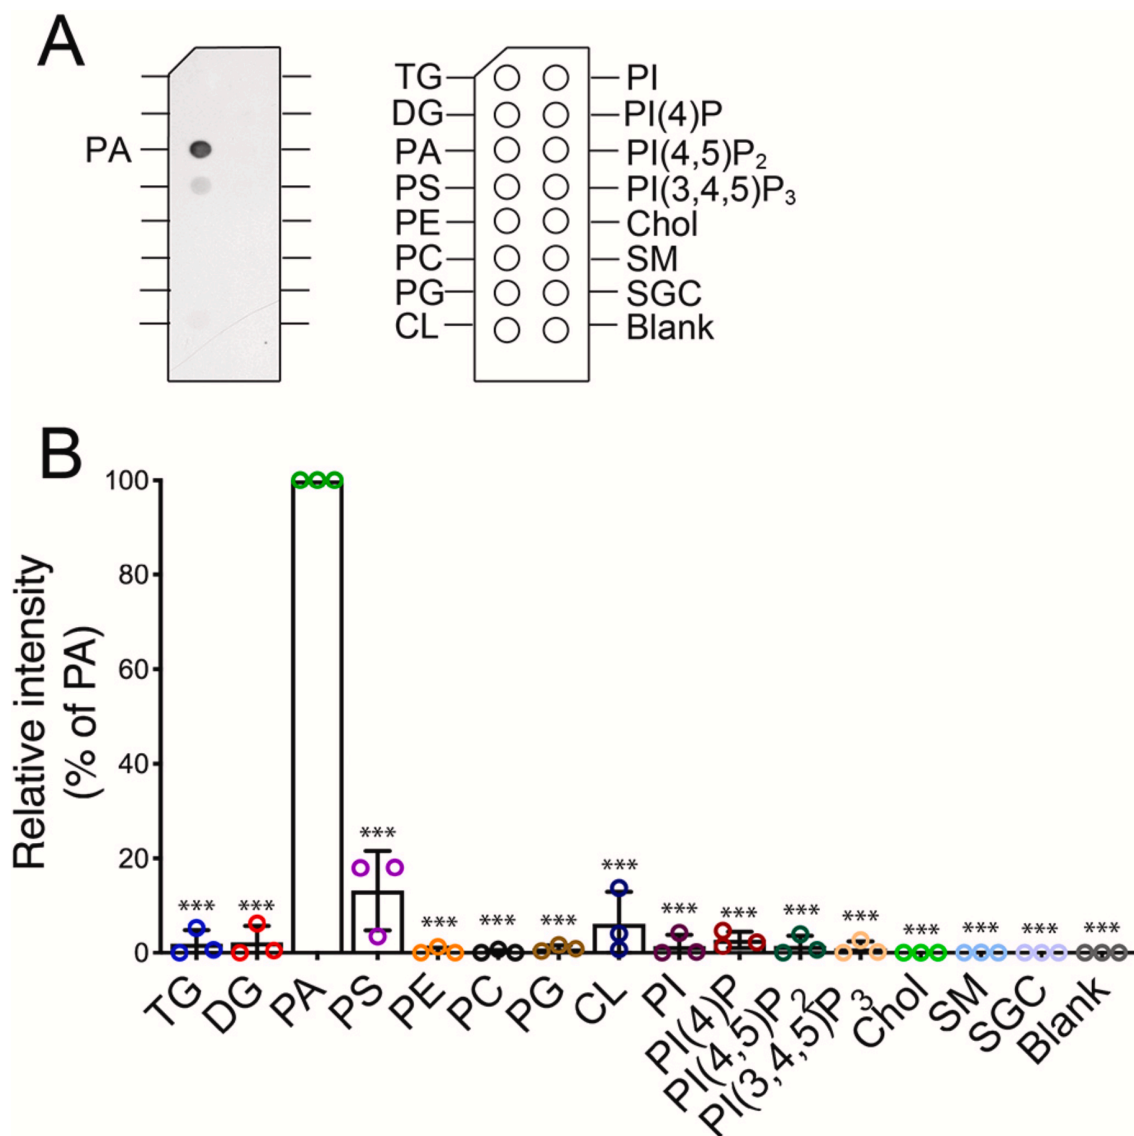 A
PA
TG PI
DG PI(4)P
PA PI(4,5)P2
PS PI(3,4,5)P3
PE Chol
PC SM
PG SGC
CL Blank
B
Relative intensity
(% of PA)
100
80
60
40
20
0
*** *** *** *** *** *** *** *** *** *** *** *** *** *** ***
TG DG PA PS PE PC PG CL PI PI(4)P PI(4,5)P2 PI(3,4,5)P3 Chol SM SGC Blank